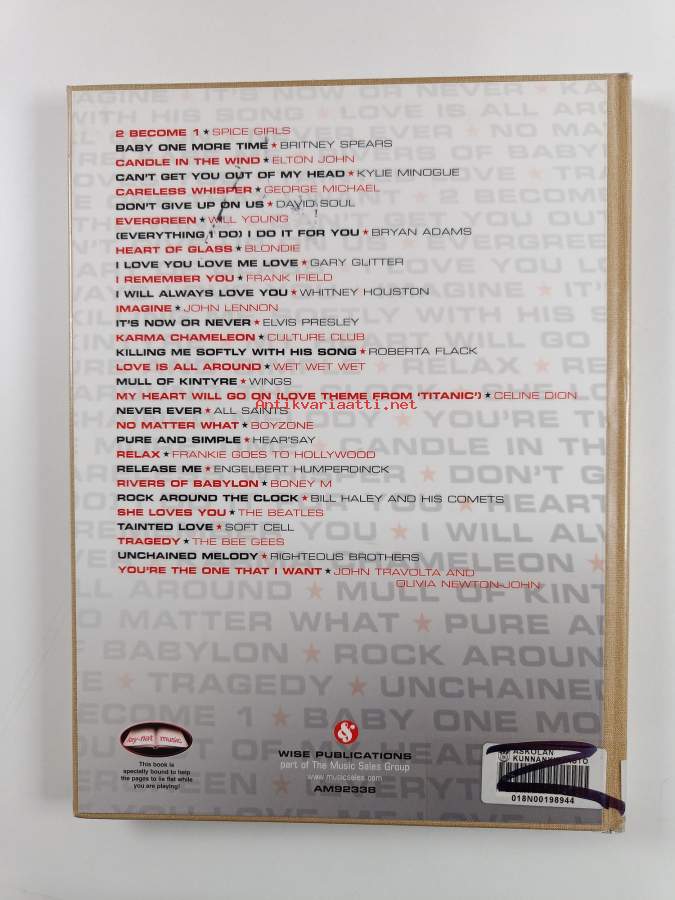 2 BECOME 1 ★ SPICE GIRLS
BABY ONE MORE TIME ★ BRITNEY SPEARS
CANDLE IN THE WIND ★ ELTON JOHN
CAN'T GET YOU OUT OF MY HEAD ★ KYLIE MINOGUE
CARELESS WHISPER ★ GEORGE MICHAEL
DON'T GIVE UP ON US ★ DAVID SOUL
EVERGREEN ★ WILL YOUNG
(EVERYTHING I DO) I DO IT FOR YOU ★ BRYAN ADAMS
HEART OF GLASS ★ BLONDIE
I LOVE YOU LOVE ME LOVE ★ GARY GLITTER
I REMEMBER YOU ★ FRANK IFIELD
I WILL ALWAYS LOVE YOU ★ WHITNEY HOUSTON
IMAGINE ★ JOHN LENNON
IT'S NOW OR NEVER ★ ELVIS PRESLEY
KARMA CHAMELEON ★ CULTURE CLUB
KILLING ME SOFTLY WITH HIS SONG ★ ROBERTA FLACK
LOVE IS ALL AROUND ★ WET WET WET
MULL OF KINTYRE ★ WINGS
MY HEART WILL GO ON (LOVE THEME FROM 'TITANIC') ★ CELINE DION
Antikvariaatti.net
NEVER EVER ★ ALL SAINTS
NO MATTER WHAT ★ BOYZONE
PURE AND SIMPLE ★ HEAR'SAY
RELAX ★ FRANKIE GOES TO HOLLYWOOD
RELEASE ME ★ ENGELBERT HUMPERDINCK
RIVERS OF BABYLON ★ BONEY M
ROCK AROUND THE CLOCK ★ BILL HALEY AND HIS COMETS
SHE LOVES YOU ★ THE BEATLES
TAINTED LOVE ★ SOFT CELL
TRAGEDY ★ THE BEE GEES
UNCHAINED MELODY ★ RIGHTEOUS BROTHERS
YOU'RE THE ONE THAT I WANT ★ JOHN TRAVOLTA AND
OLIVIA NEWTON-JOHN
lay-flat music.
This book is
specially bound to help
the pages to lie flat while
you are playing!
WISE PUBLICATIONS
part of The Music Sales Group
www.musicsales.com
AM92338
ASKOLAN
018N00198944